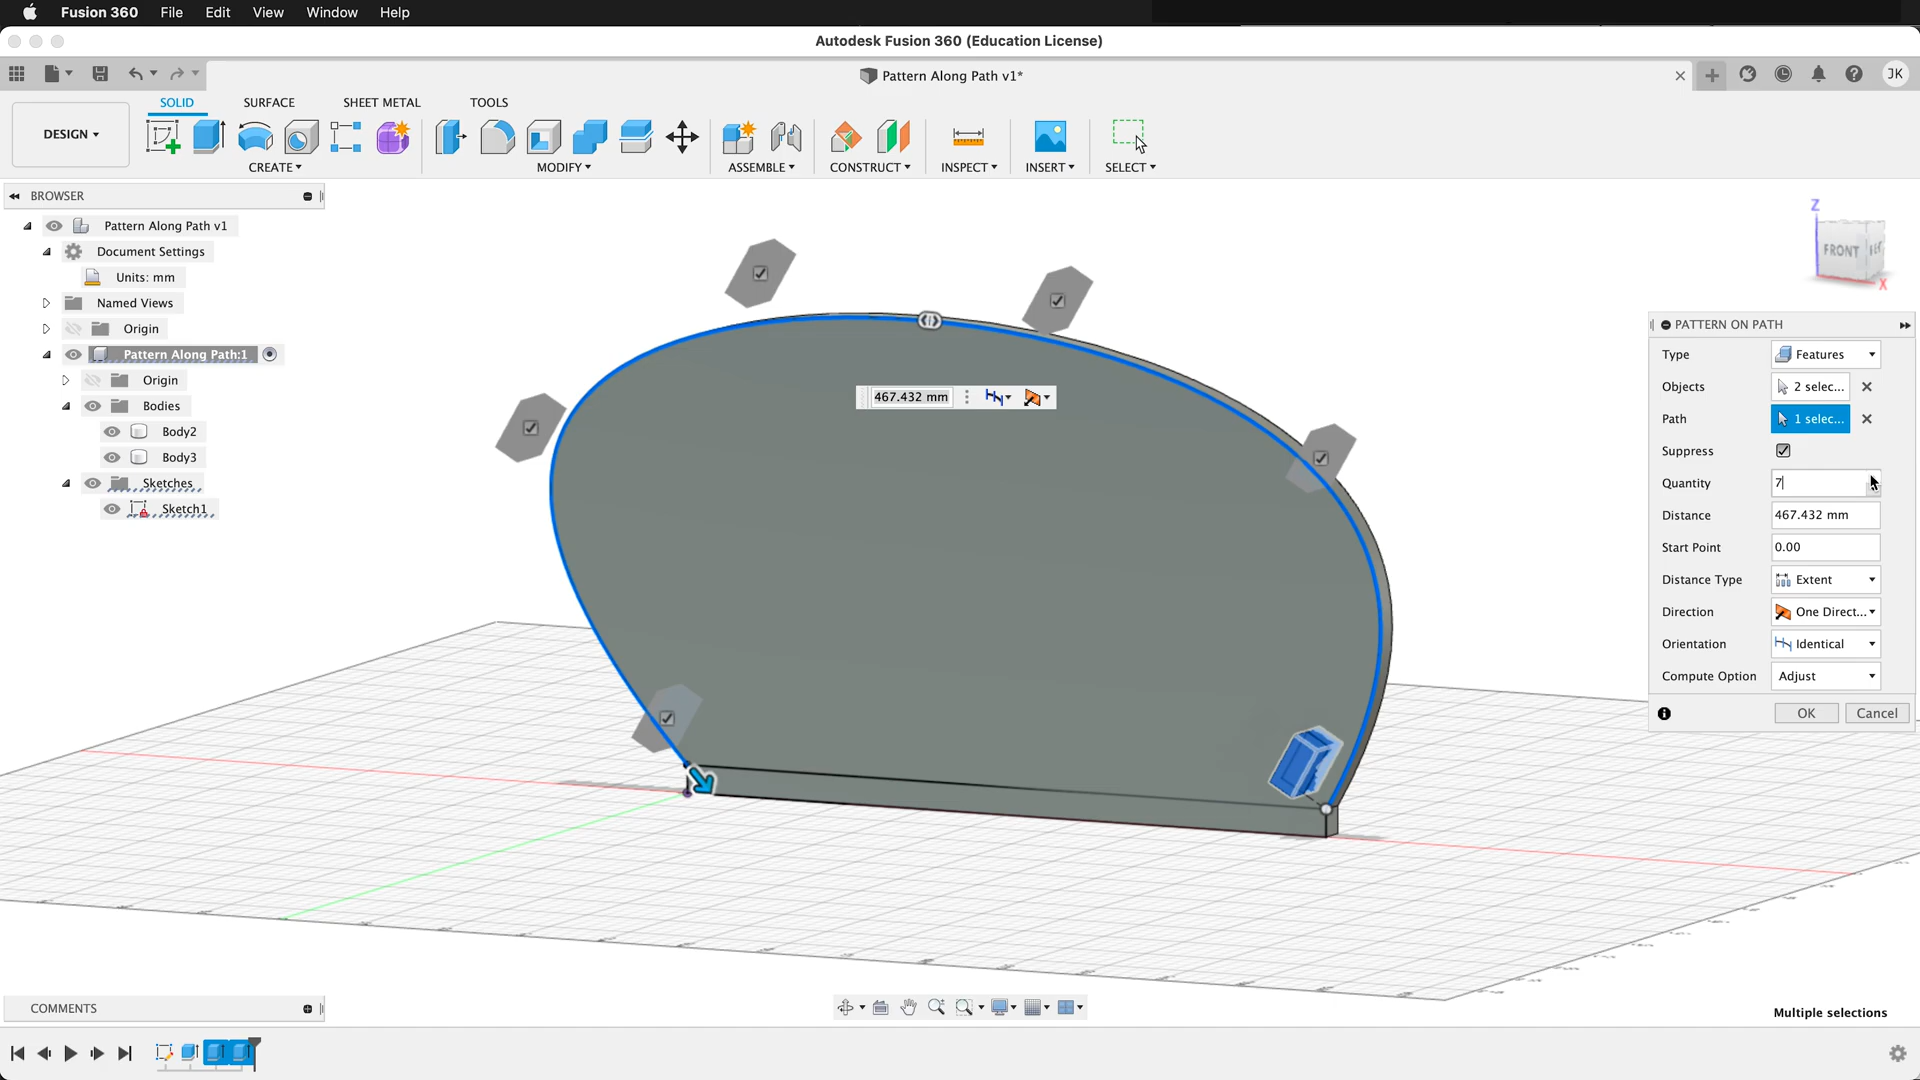 Fusion 360 File Edit View Window Help
Autodesk Fusion 360 (Education License)
Pattern Along Path v1*
JK
SOLID SURFACE SHEET METAL TOOLS
DESIGN
CREATE MODIFY ASSEMBLE CONSTRUCT INSPECT INSERT SELECT
BROWSER
Pattern Along Path v1
Document Settings
Units: mm
Named Views
Origin
Pattern Along Path:1
Origin
Bodies
Body2
Body3
Sketches
Sketch1
Z
FRONT
X
467.432 mm
PATTERN ON PATH
Type Features
Objects 2 selec...
Path 1 selec...
Suppress
Quantity 7
Distance 467.432 mm
Start Point 0.00
Distance Type Extent
Direction One Direct...
Orientation Identical
Compute Option Adjust
OK Cancel
COMMENTS
Multiple selections